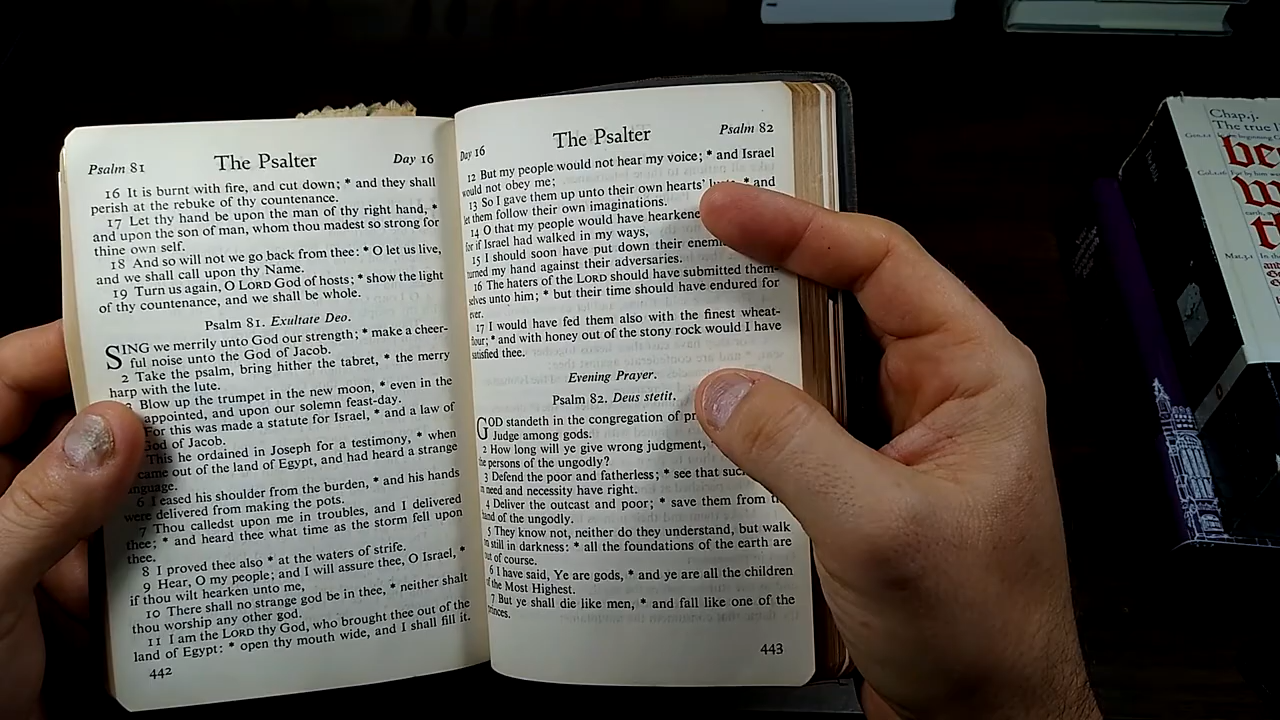 Psalm 81 The Psalter Day 16
16 It is burnt with fire, and cut down; * and they shall
perish at the rebuke of thy countenance.
17 Let thy hand be upon the man of thy right hand, *
and upon the son of man, whom thou madest so strong for
thine own self.
18 And so will not we go back from thee: * O let us live,
and we shall call upon thy Name.
19 Turn us again, O LORD God of hosts; * show the light
of thy countenance, and we shall be whole.
Psalm 81. Exultate Deo.
SING we merrily unto God our strength; * make a cheer-
ful noise unto the God of Jacob.
2 Take the psalm, bring hither the tabret, * the merry
harp with the lute.
Blow up the trumpet in the new moon, * even in the
appointed, and upon our solemn feast-day.
For this was made a statute for Israel, * and a law of
God of Jacob.
This he ordained in Joseph for a testimony, * when
came out of the land of Egypt, and had heard a strange
language.
6 I eased his shoulder from the burden, * and his hands
were delivered from making the pots.
7 Thou calledst upon me in troubles, and I delivered
thee; * and heard thee what time as the storm fell upon
thee.
8 I proved thee also * at the waters of strife.
9 Hear, O my people; and I will assure thee, O Israel, *
if thou wilt hearken unto me,
10 There shall no strange god be in thee, * neither shalt
thou worship any other god.
11 I am the LORD thy God, who brought thee out of the
land of Egypt: * open thy mouth wide, and I shall fill it.
442
Day 16 The Psalter Psalm 82
12 But my people would not hear my voice; * and Israel
would not obey me;
13 So I gave them up unto their own hearts' * and
let them follow their own imaginations.
14 O that my people would have hearkene
for if Israel had walked in my ways,
15 I should soon have put down their enem
turned my hand against their adversaries.
16 The haters of the LORD should have submitted them-
selves unto him; * but their time should have endured for
ever.
17 I would have fed them also with the finest wheat-
flour; * and with honey out of the stony rock would I have
satisfied thee.
Evening Prayer.
Psalm 82. Deus stetit.
GOD standeth in the congregation of pr
Judge among gods.
2 How long will ye give wrong judgment,
the persons of the ungodly?
3 Defend the poor and fatherless; * see that suc
in need and necessity have right.
4 Deliver the outcast and poor; * save them from
hand of the ungodly.
5 They know not, neither do they understand, but walk
on still in darkness: * all the foundations of the earth are
out of course.
6 I have said, Ye are gods, * and ye are all the children
of the Most Highest.
7 But ye shall die like men, * and fall like one of the
princes.
443
Chap.j.
The true